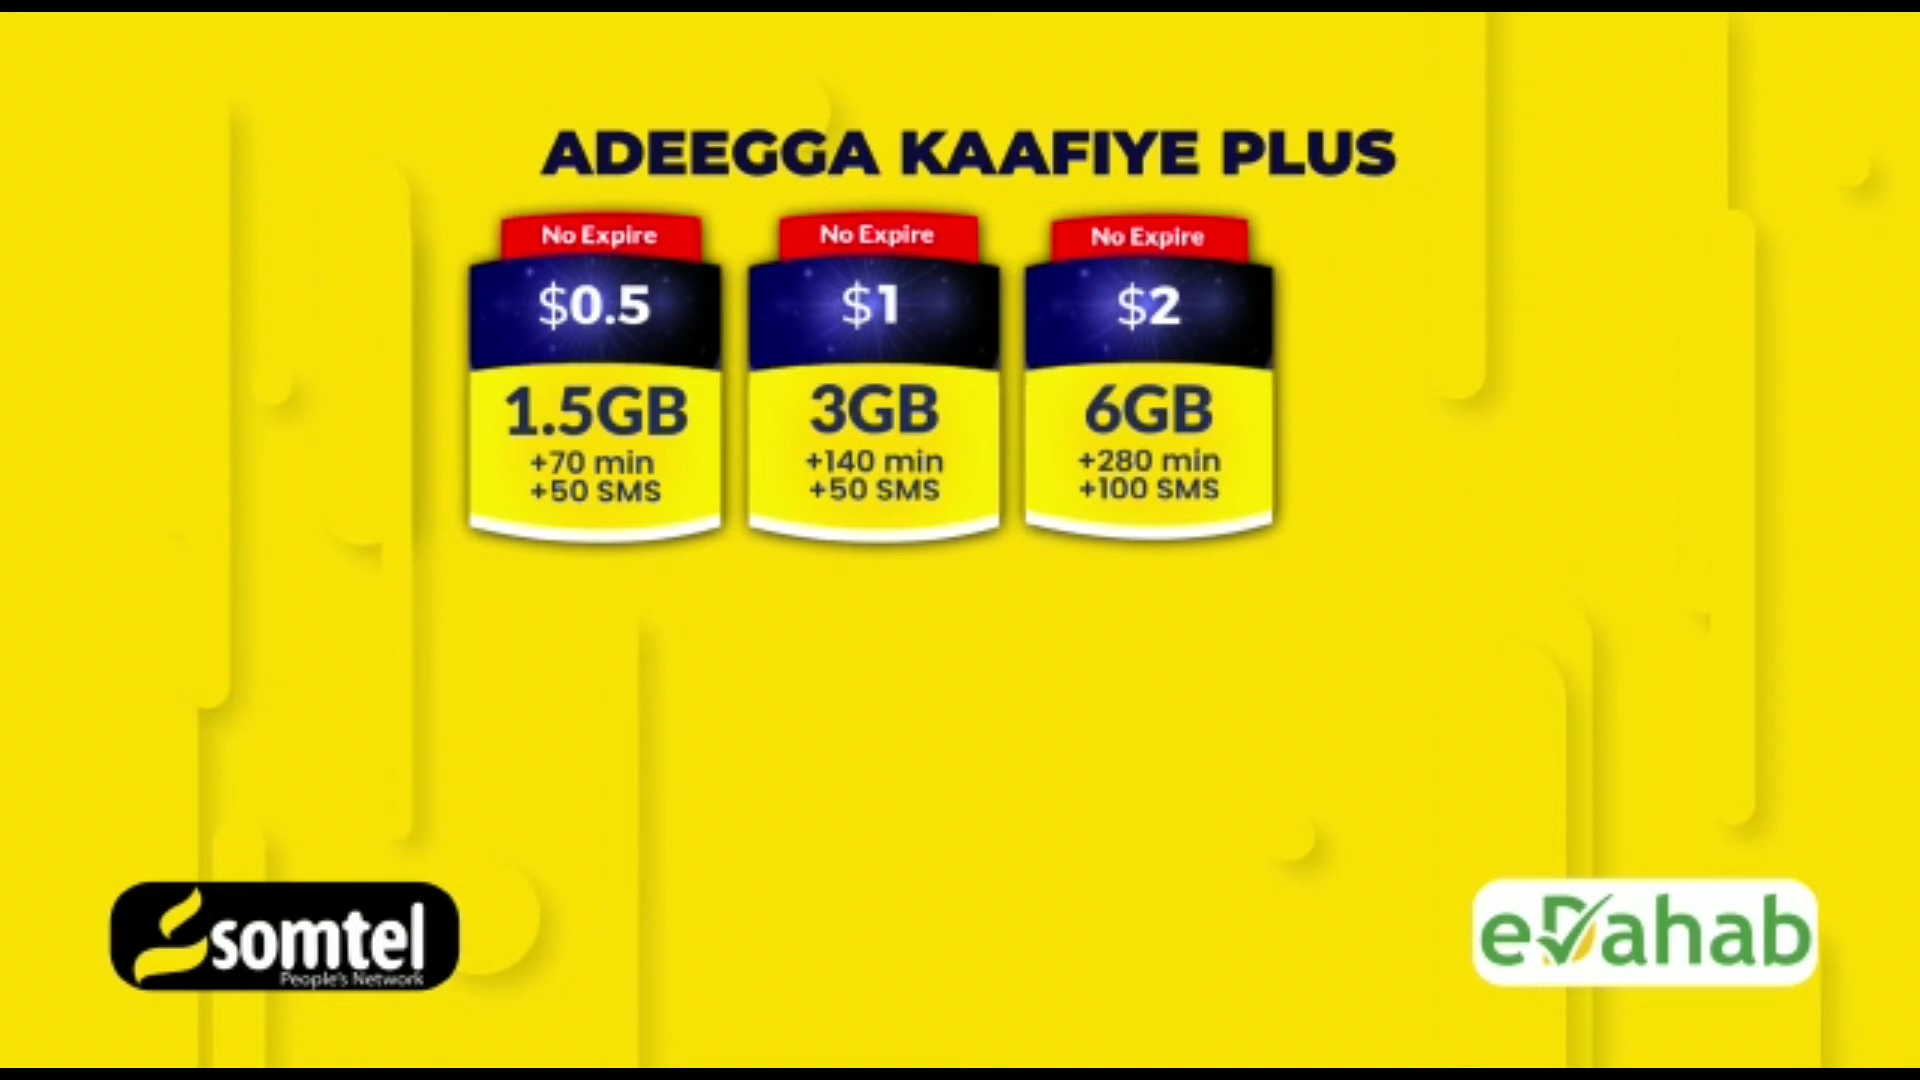 ADEEGGA KAAFIYE PLUS
No Expire
$0.5
1.5GB
+70 min
+50 SMS
No Expire
$1
3GB
+140 min
+50 SMS
No Expire
$2
6GB
+280 min
+100 SMS
somtel
People's Network
eDahab